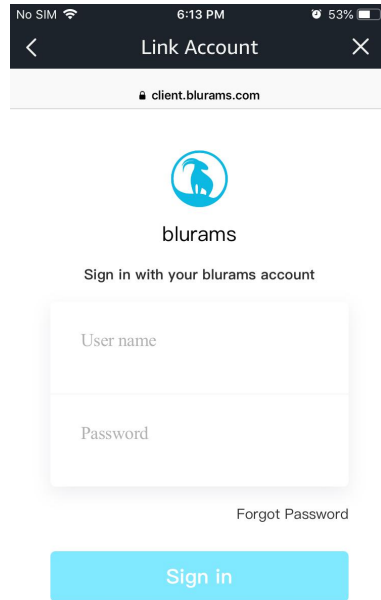 No SIM 6:13 PM 53%
Link Account
client.blurams.com
blurams
Sign in with your blurams account
User name
Password
Forgot Password
Sign in